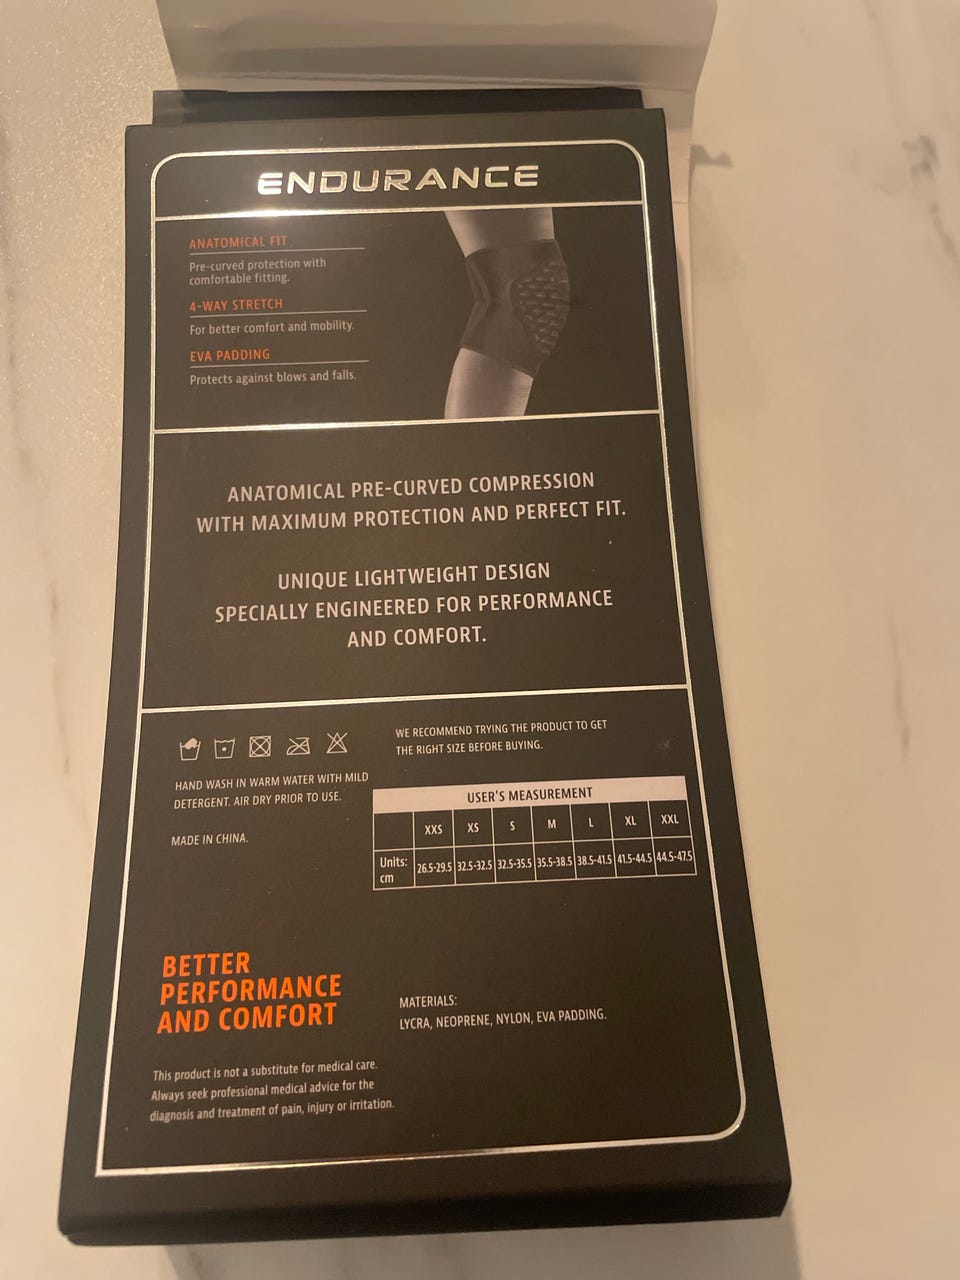 ENDURANCE
ANATOMICAL FIT
Pre-curved protection with
comfortable fitting.
4-WAY STRETCH
For better comfort and mobility.
EVA PADDING
Protects against blows and falls.
ANATOMICAL PRE-CURVED COMPRESSION
WITH MAXIMUM PROTECTION AND PERFECT FIT.
UNIQUE LIGHTWEIGHT DESIGN
SPECIALLY ENGINEERED FOR PERFORMANCE
AND COMFORT.
HAND WASH IN WARM WATER WITH MILD
DETERGENT. AIR DRY PRIOR TO USE.
MADE IN CHINA.
WE RECOMMEND TRYING THE PRODUCT TO GET
THE RIGHT SIZE BEFORE BUYING.
USER'S MEASUREMENT
XXS XS S M L XL XXL
Units: cm 26.5-29.5 32.5-32.5 32.5-35.5 35.5-38.5 38.5-41.5 41.5-44.5 44.5-47.5
BETTER
PERFORMANCE
AND COMFORT
MATERIALS:
LYCRA, NEOPRENE, NYLON, EVA PADDING.
This product is not a substitute for medical care.
Always seek professional medical advice for the
diagnosis and treatment of pain, injury or irritation.